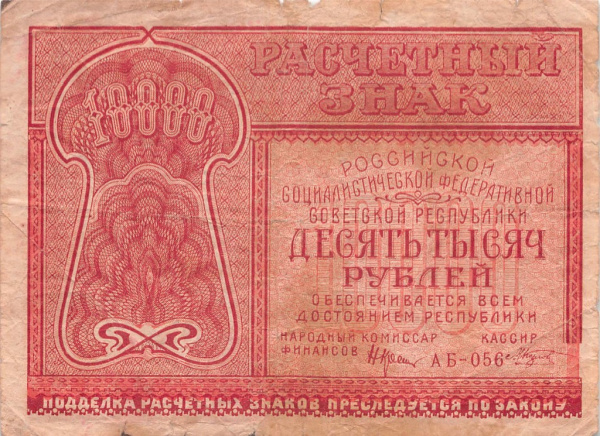 РАСЧЕТНЫЙ
ЗНАК
10000
РОССИЙСКОЙ
СОЦИАЛИСТИЧЕСКОЙ ФЕДЕРАТИВНОЙ
СОВЕТСКОЙ РЕСПУБЛИКИ
ДЕСЯТЬ ТЫСЯЧ
РУБЛЕЙ
ОБЕСПЕЧИВАЕТСЯ ВСЕМ
ДОСТОЯНИЕМ РЕСПУБЛИКИ
НАРОДНЫЙ КОМИССАР КАССИР
ФИНАНСОВ АБ-056
ПОДДЕЛКА РАСЧЕТНЫХ ЗНАКОВ ПРЕСЛЕДУЕТСЯ ПО ЗАКОНУ